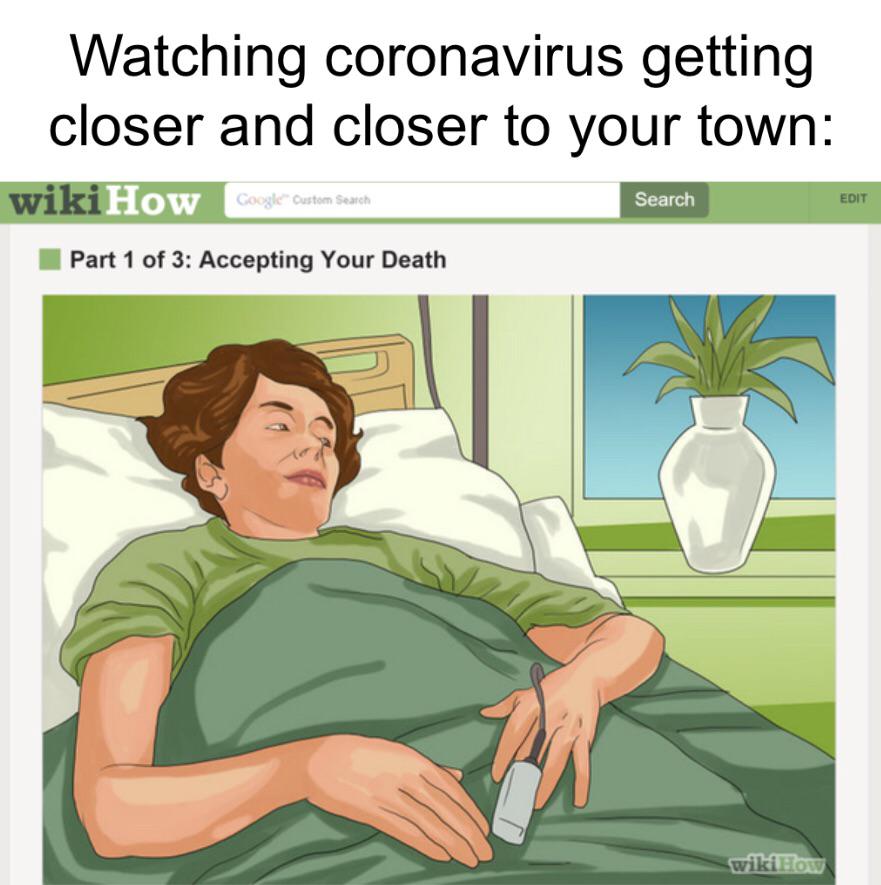 Watching coronavirus getting
closer and closer to your town:
wikiHow Google™ Custom Search Search EDIT
Part 1 of 3: Accepting Your Death
wikiHow